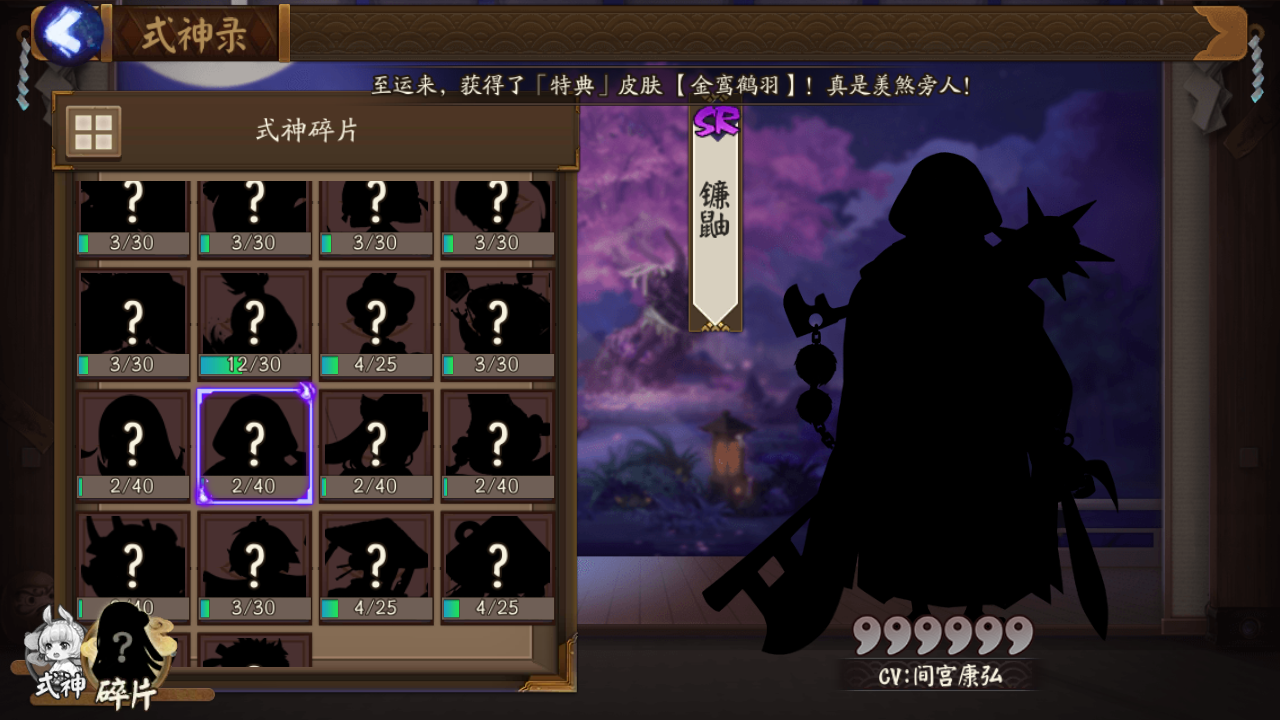 式神录
至运来，获得了「特典」皮肤【金鸾鹤羽】！真是羡煞旁人！
式神碎片
SR
镰鼬
? ? ? ?
3/30 3/30 3/30 3/30
? ? ? ?
3/30 12/30 4/25 3/30
? ? ? ?
2/40 2/40 2/40 2/40
? ? ? ?
3/30 4/25 4/25
?
式神
碎片
CV:间宫康弘